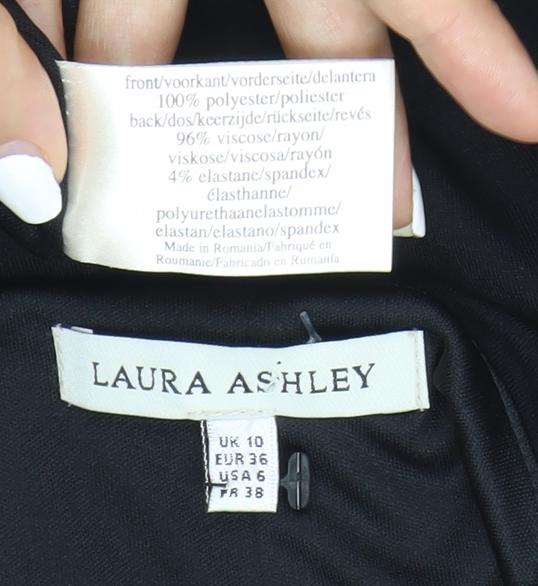 front/voorkant/vorderseite/delantera
100% polyester/poliester
back/dos/keerzijde/rückseite/revés
96% viscose/rayon/
viskose/viscosa/rayón
4% elastane/spandex/
élasthanne/
polyurethaanelastomme/
elastan/elastano/spandex
Made in Romania/Fabriqué en
Roumanie/Fabricado en Rumanía
LAURA ASHLEY
UK 10
EUR 36
USA 6
FR 38